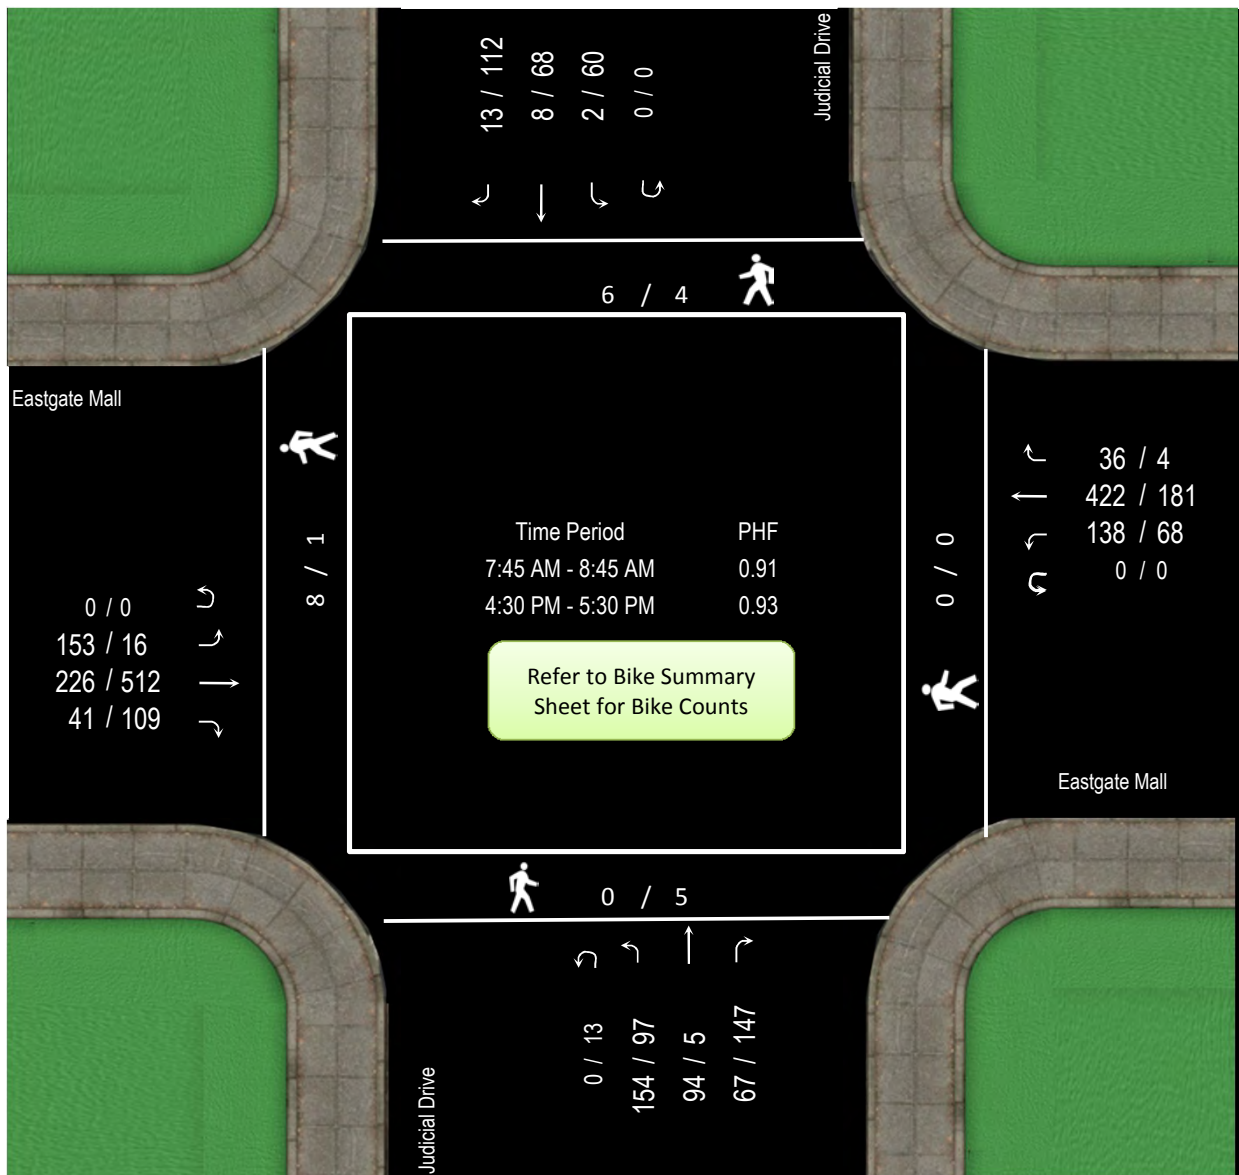 13 / 112
8 / 68
2 / 60
0 / 0
Judicial Drive
6 / 4
Eastgate Mall
8 / 1
0 / 0
153 / 16
226 / 512
41 / 109
Time Period PHF
7:45 AM - 8:45 AM 0.91
4:30 PM - 5:30 PM 0.93
Refer to Bike Summary
Sheet for Bike Counts
0 / 0
36 / 4
422 / 181
138 / 68
0 / 0
Eastgate Mall
0 / 5
0 / 13
154 / 97
94 / 5
67 / 147
Judicial Drive